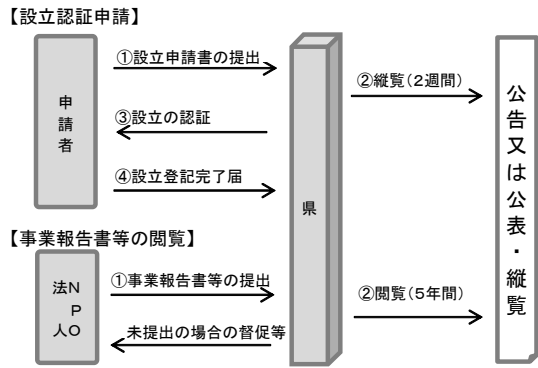 【設立認証申請】
①設立申請書の提出
②縦覧(2週間)
申請者
③設立の認証
④設立登記完了届
県
公告又は公表・縦覧
【事業報告書等の閲覧】
①事業報告書等の提出
②閲覧(5年間)
NPO法人
未提出の場合の督促等